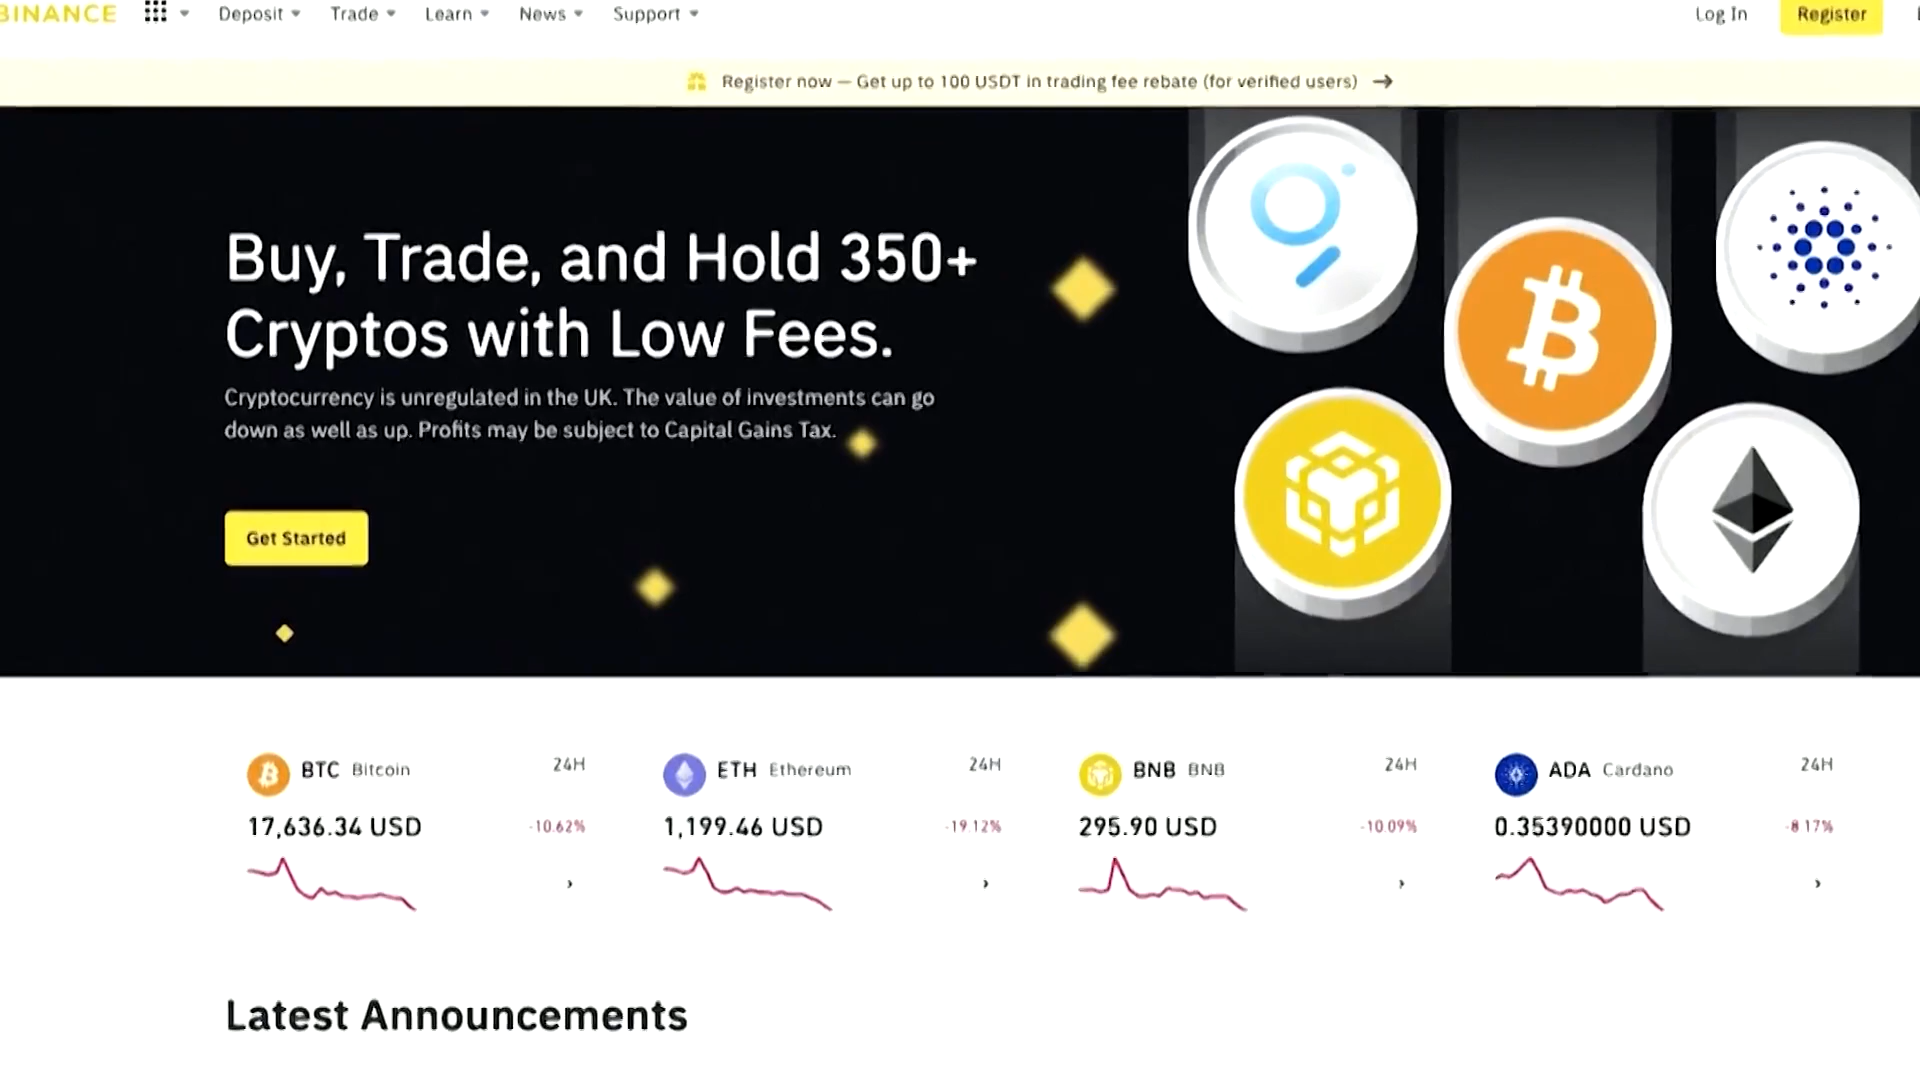 BINANCE
Deposit Trade Learn News Support Log In Register
Register now — Get up to 100 USDT in trading fee rebate (for verified users) →
Buy, Trade, and Hold 350+
Cryptos with Low Fees.
Cryptocurrency is unregulated in the UK. The value of investments can go
down as well as up. Profits may be subject to Capital Gains Tax.
Get Started
BTC Bitcoin 24H
17,636.34 USD -10.62%
ETH Ethereum 24H
1,199.46 USD -19.12%
BNB BNB 24H
295.90 USD -10.09%
ADA Cardano 24H
0.35390000 USD -8.17%
Latest Announcements